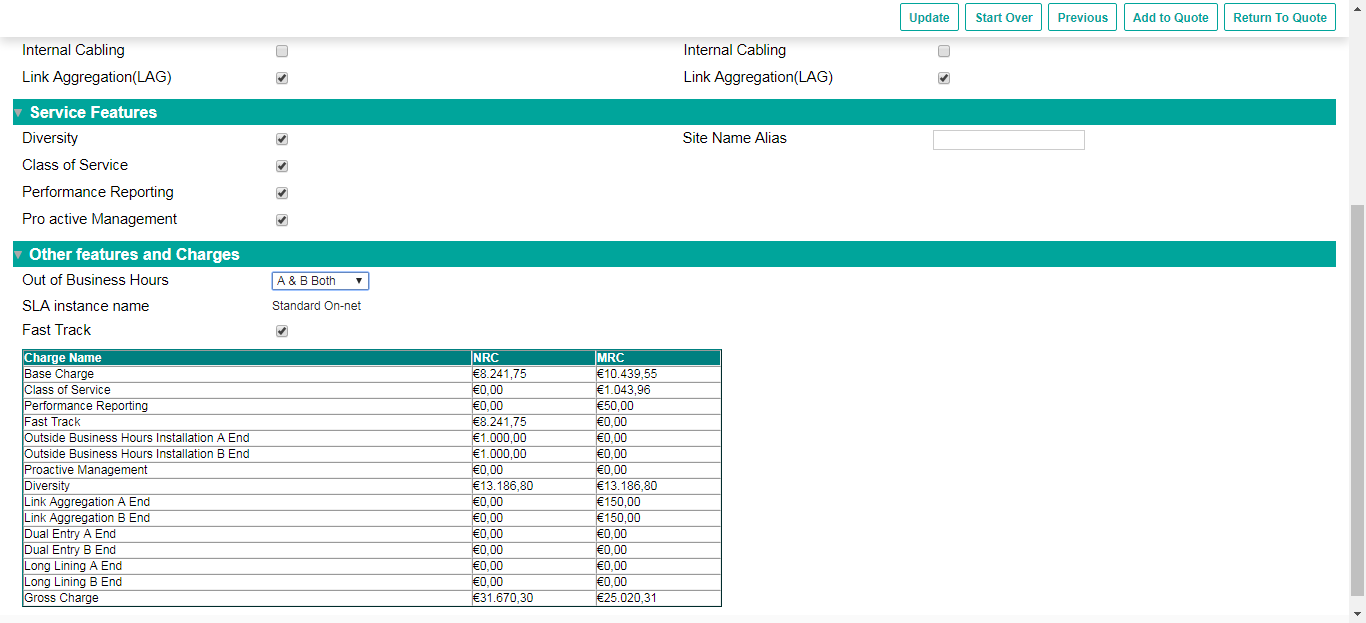 Update Start Over Previous Add to Quote Return To Quote
Internal Cabling Internal Cabling
Link Aggregation(LAG) Link Aggregation(LAG)
Service Features
Diversity Site Name Alias
Class of Service
Performance Reporting
Pro active Management
Other features and Charges
Out of Business Hours A & B Both
SLA instance name Standard On-net
Fast Track
Charge Name NRC MRC
Base Charge €8.241,75 €10.439,55
Class of Service €0,00 €1.043,96
Performance Reporting €0,00 €50,00
Fast Track €8.241,75 €0,00
Outside Business Hours Installation A End €1.000,00 €0,00
Outside Business Hours Installation B End €1.000,00 €0,00
Proactive Management €0,00 €0,00
Diversity €13.186,80 €13.186,80
Link Aggregation A End €0,00 €150,00
Link Aggregation B End €0,00 €150,00
Dual Entry A End €0,00 €0,00
Dual Entry B End €0,00 €0,00
Long Lining A End €0,00 €0,00
Long Lining B End €0,00 €0,00
Gross Charge €31.670,30 €25.020,31